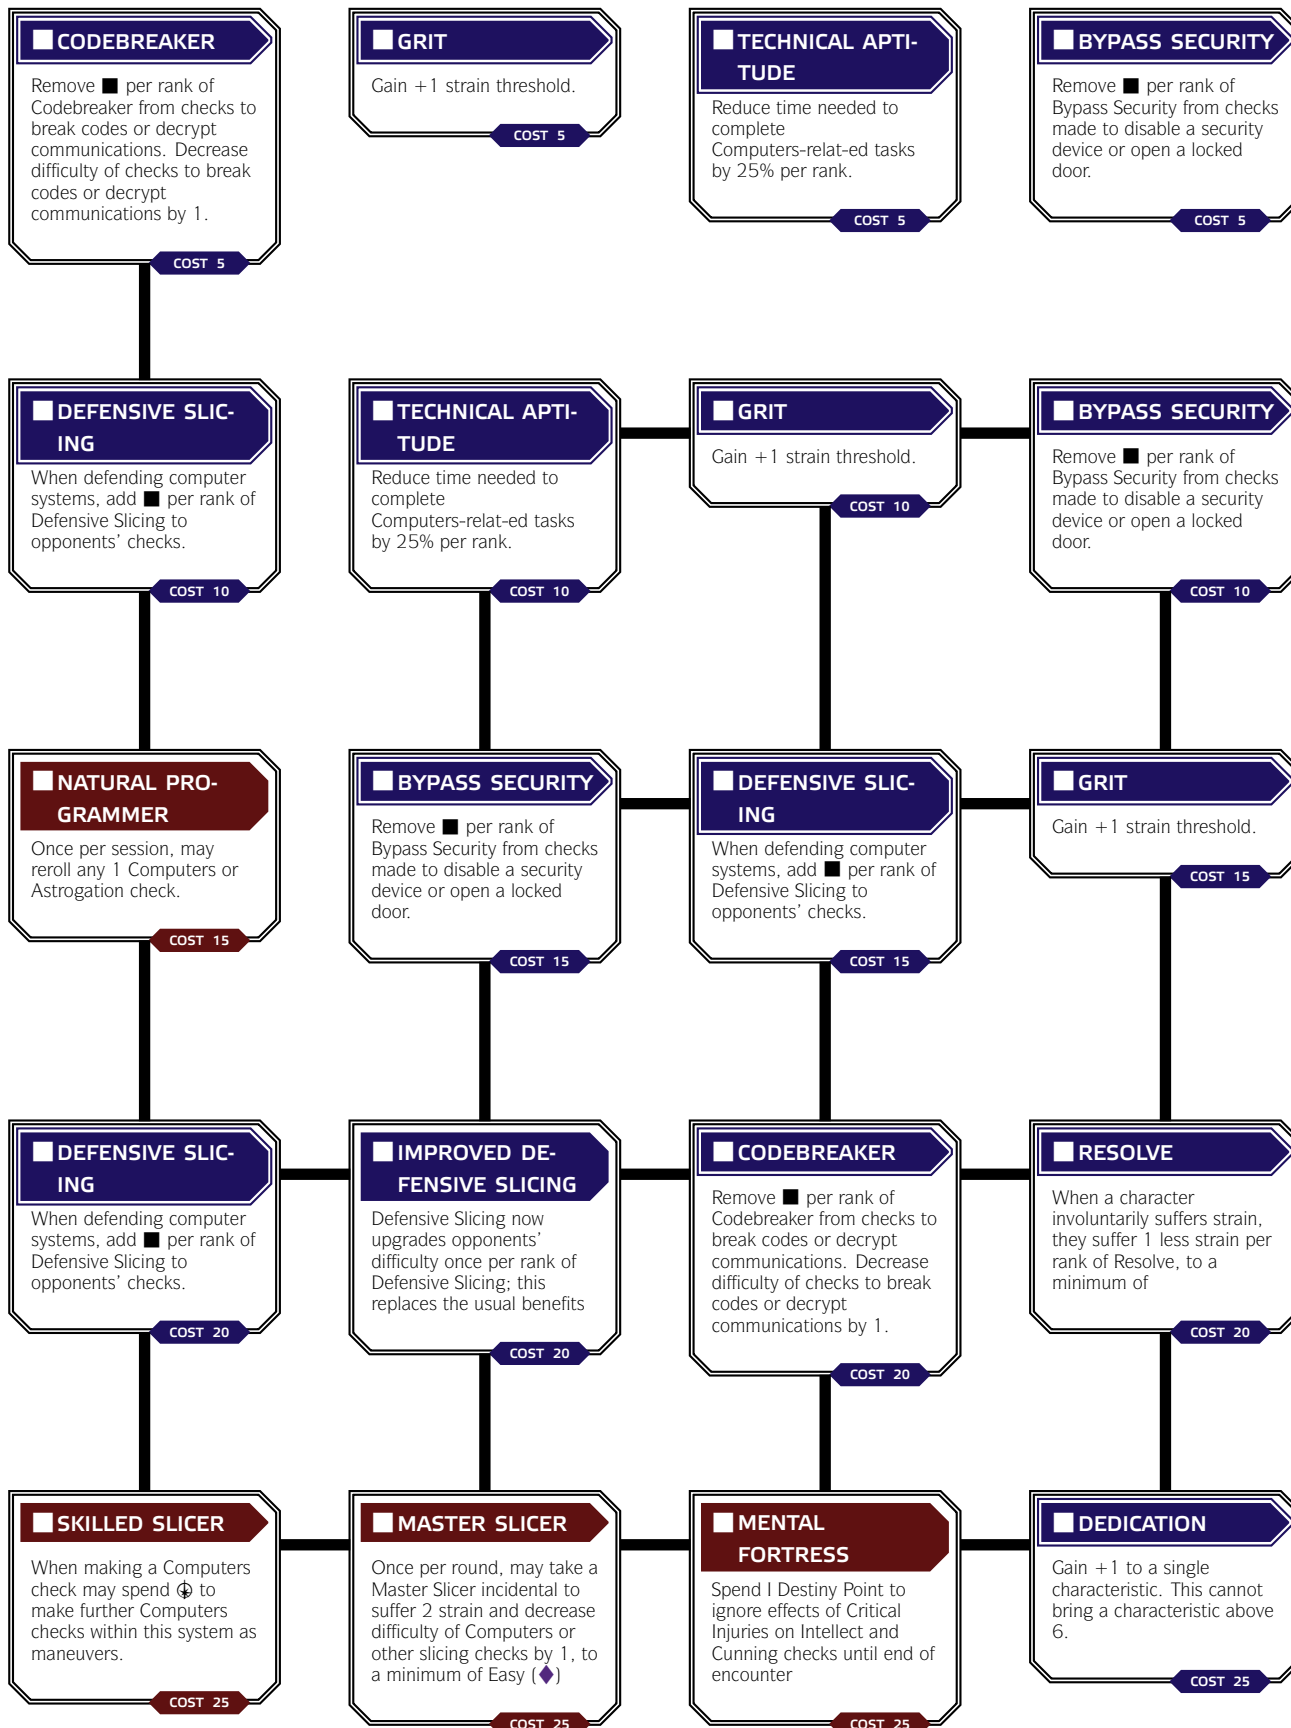 CODEBREAKER
Remove ■ per rank of
Codebreaker from checks to
break codes or decrypt
communications. Decrease
difficulty of checks to break
codes or decrypt
communications by 1.
COST 5
GRIT
Gain +1 strain threshold.
COST 5
TECHNICAL APTI-
TUDE
Reduce time needed to
complete
Computers-relat-ed tasks
by 25% per rank.
COST 5
BYPASS SECURITY
Remove ■ per rank of
Bypass Security from checks
made to disable a security
device or open a locked
door.
COST 5
DEFENSIVE SLIC-
ING
When defending computer
systems, add ■ per rank of
Defensive Slicing to
opponents' checks.
COST 10
TECHNICAL APTI-
TUDE
Reduce time needed to
complete
Computers-relat-ed tasks
by 25% per rank.
COST 10
GRIT
Gain +1 strain threshold.
COST 10
BYPASS SECURITY
Remove ■ per rank of
Bypass Security from checks
made to disable a security
device or open a locked
door.
COST 10
NATURAL PRO-
GRAMMER
Once per session, may
reroll any 1 Computers or
Astrogation check.
COST 15
BYPASS SECURITY
Remove ■ per rank of
Bypass Security from checks
made to disable a security
device or open a locked
door.
COST 15
DEFENSIVE SLIC-
ING
When defending computer
systems, add ■ per rank of
Defensive Slicing to
opponents' checks.
COST 15
GRIT
Gain +1 strain threshold.
COST 15
DEFENSIVE SLIC-
ING
When defending computer
systems, add ■ per rank of
Defensive Slicing to
opponents' checks.
COST 20
IMPROVED DE-
FENSIVE SLICING
Defensive Slicing now
upgrades opponents'
difficulty once per rank of
Defensive Slicing; this
replaces the usual benefits
COST 20
CODEBREAKER
Remove ■ per rank of
Codebreaker from checks to
break codes or decrypt
communications. Decrease
difficulty of checks to break
codes or decrypt
communications by 1.
COST 20
RESOLVE
When a character
involuntarily suffers strain,
they suffer 1 less strain per
rank of Resolve, to a
minimum of
COST 20
SKILLED SLICER
When making a Computers
check may spend to
make further Computers
checks within this system as
maneuvers.
COST 25
MASTER SLICER
Once per round, may take a
Master Slicer incidental to
suffer 2 strain and decrease
difficulty of Computers or
other slicing checks by 1, to
a minimum of Easy (♦)
COST 25
MENTAL
FORTRESS
Spend I Destiny Point to
ignore effects of Critical
Injuries on Intellect and
Cunning checks until end of
encounter
COST 25
DEDICATION
Gain +1 to a single
characteristic. This cannot
bring a characteristic above
6.
COST 25